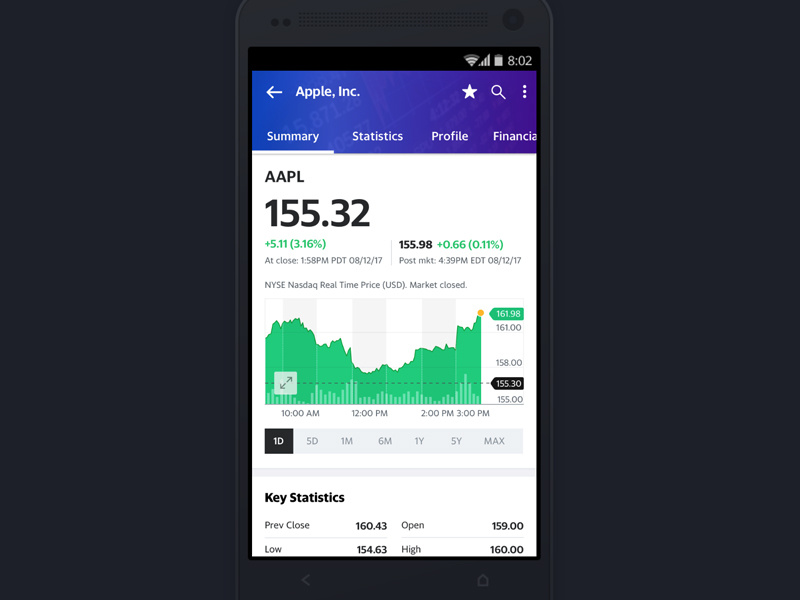 8:02
Apple, Inc.
Summary Statistics Profile Financia
AAPL
155.32
+5.11 (3.16%) 155.98 +0.66 (0.11%)
At close: 1:58PM PDT 08/12/17 Post mkt: 4:39PM EDT 08/12/17
NYSE Nasdaq Real Time Price (USD). Market closed.
161.98
161.00
158.00
155.30
155.00
10:00 AM 12:00 PM 2:00 PM 3:00 PM
1D 5D 1M 6M 1Y 5Y MAX
Key Statistics
Prev Close 160.43 Open 159.00
Low 154.63 High 160.00